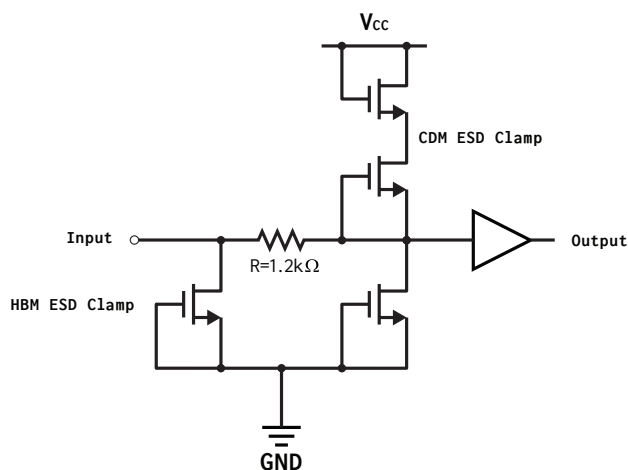 Vcc
CDM ESD Clamp
Input
Output
R=1.2kΩ
HBM ESD Clamp
GND